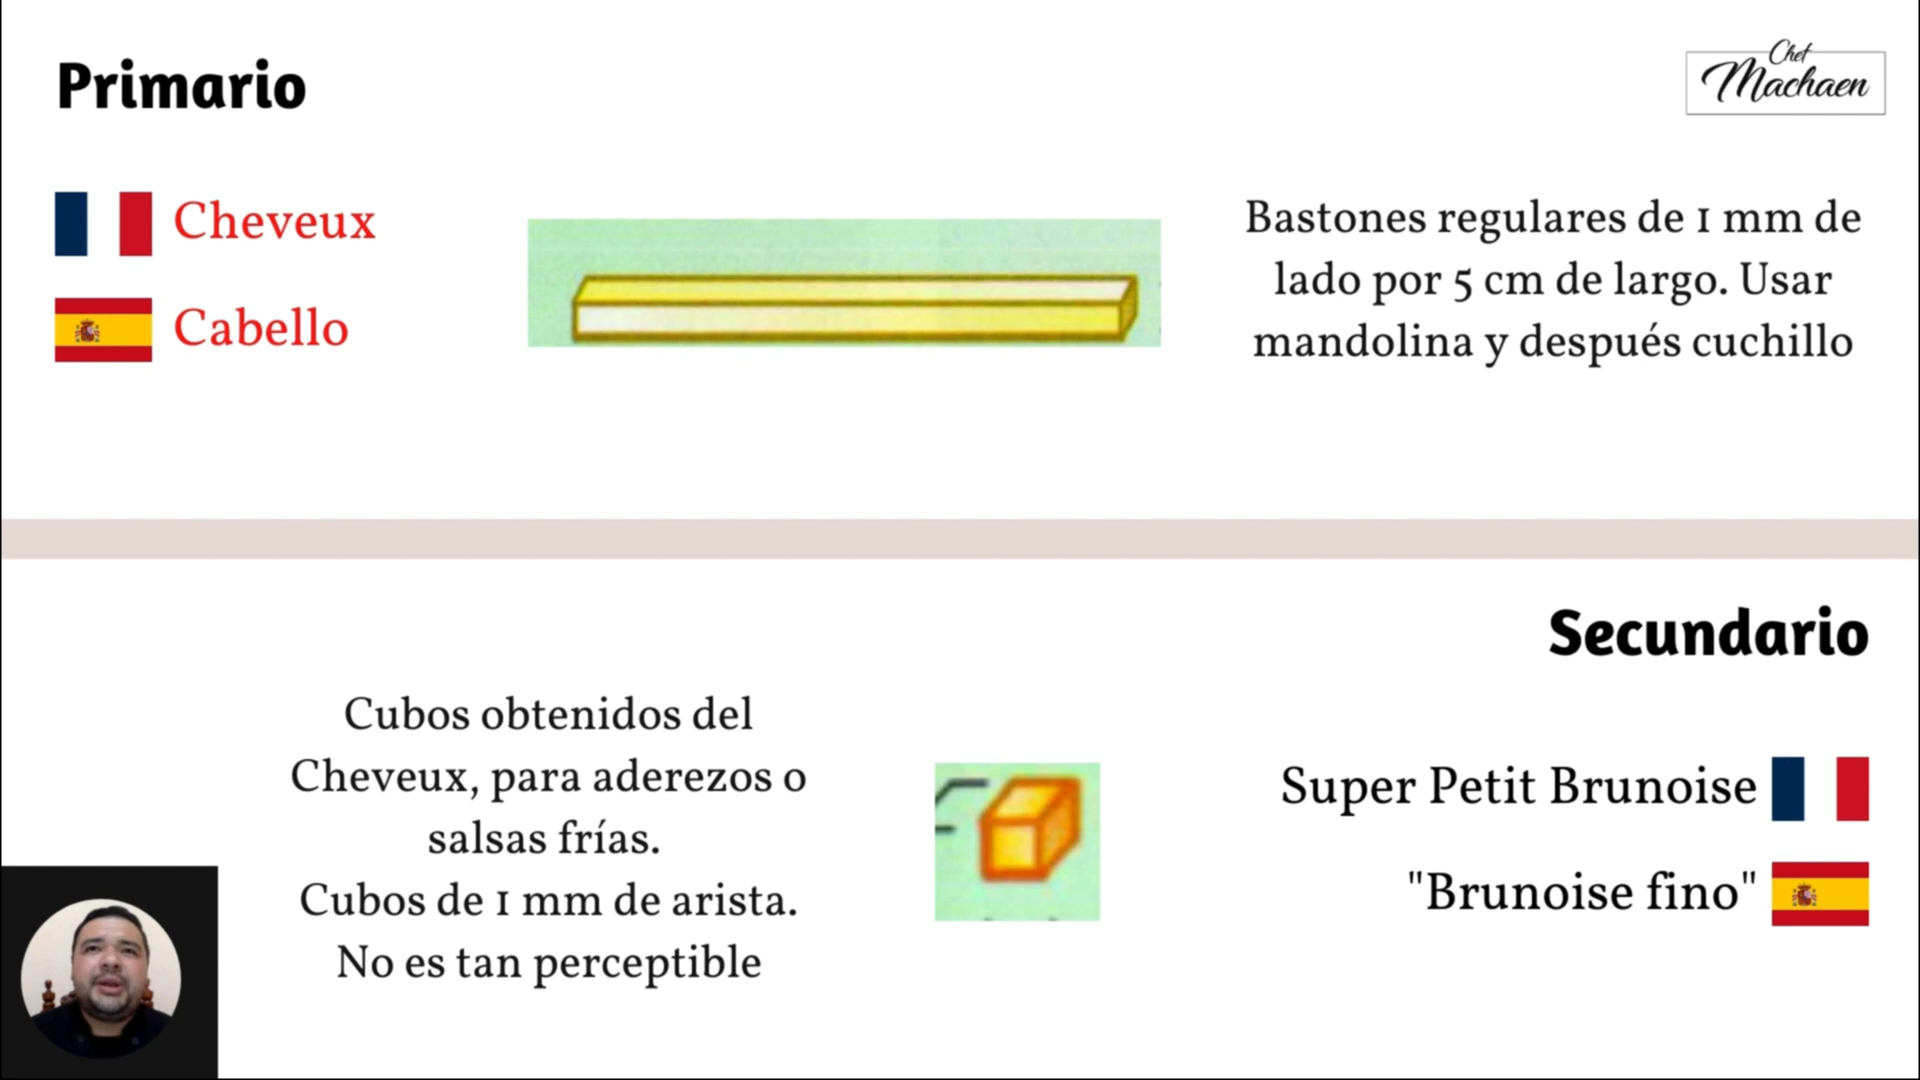 Primario
Chef
Machaen
Cheveux
Cabello
Bastones regulares de 1 mm de
lado por 5 cm de largo. Usar
mandolina y después cuchillo
Secundario
Cubos obtenidos del
Cheveux, para aderezos o
salsas frías.
Cubos de 1 mm de arista.
No es tan perceptible
Super Petit Brunoise
"Brunoise fino"